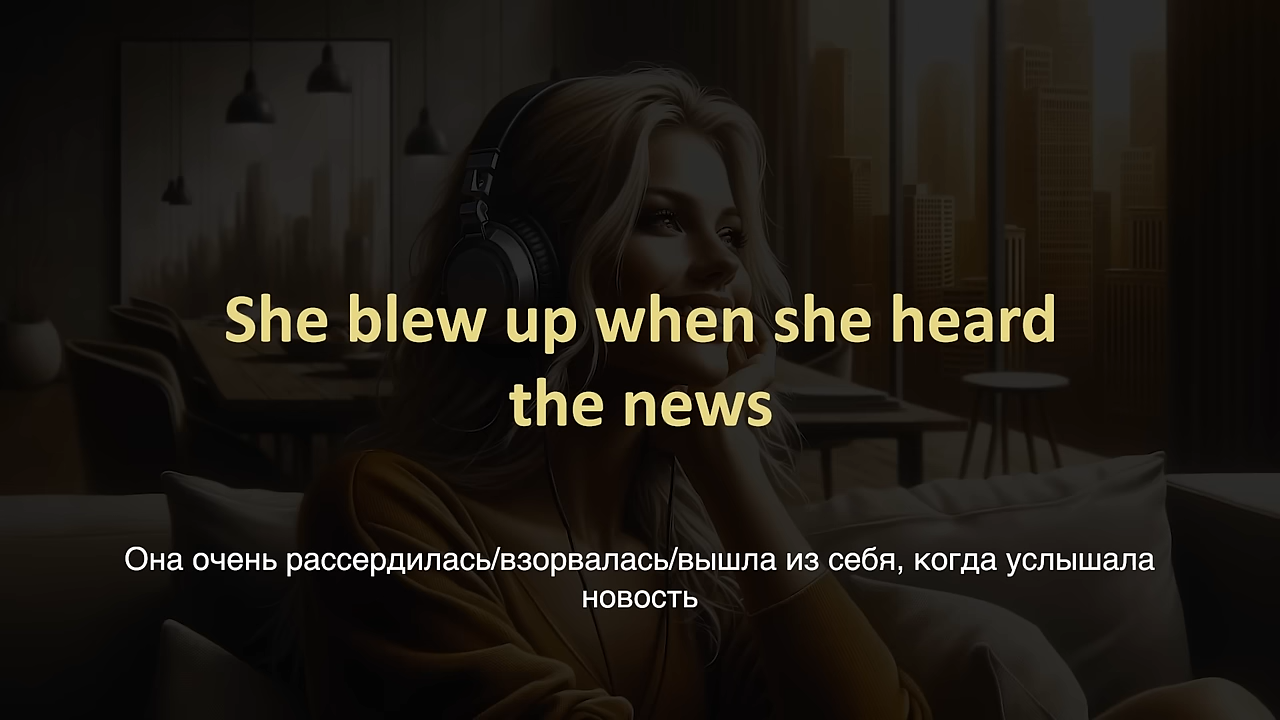 She blew up when she heard
the news
Она очень рассердилась/взорвалась/вышла из себя, когда услышала
новость